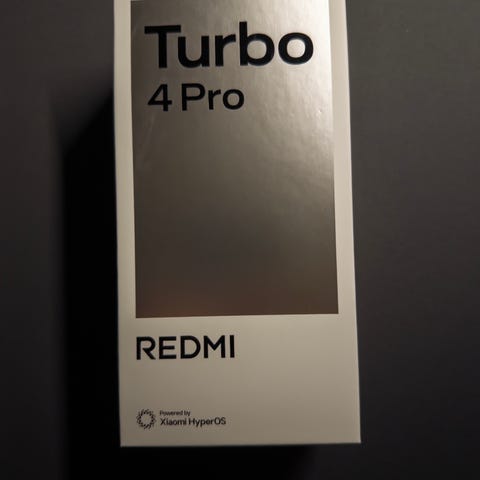 Turbo
4 Pro
REDMI
Powered by
Xiaomi HyperOS